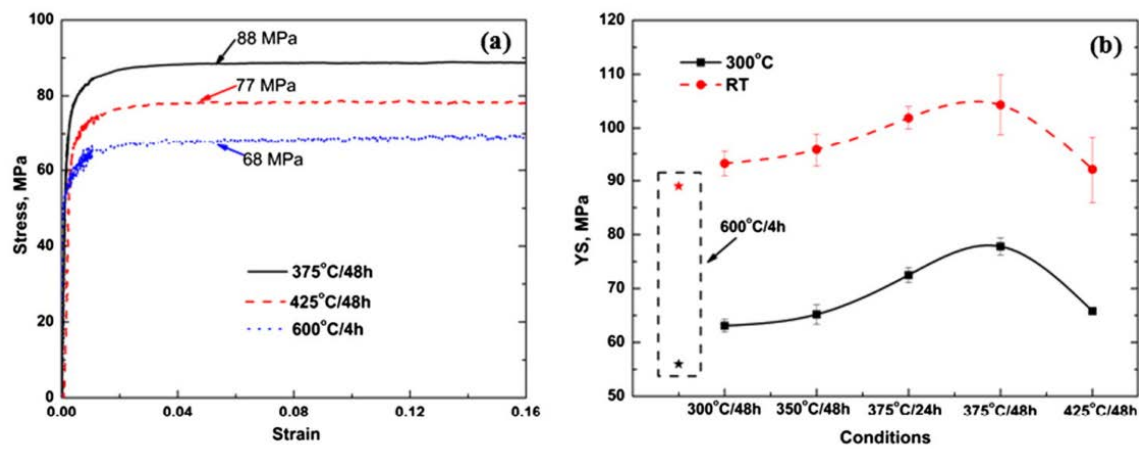 100
80
60
40
20
0
0.00
0.04
0.08
0.12
0.16
Stress, MPa
Strain
(a)
88 MPa
77 MPa
68 MPa
375°C/48h
425°C/48h
600°C/4h
120
110
100
90
80
70
60
50
YS, MPa
(b)
300°C
RT
600°C/4h
300°C/48h
350°C/48h
375°C/24h
375°C/48h
425°C/48h
Conditions